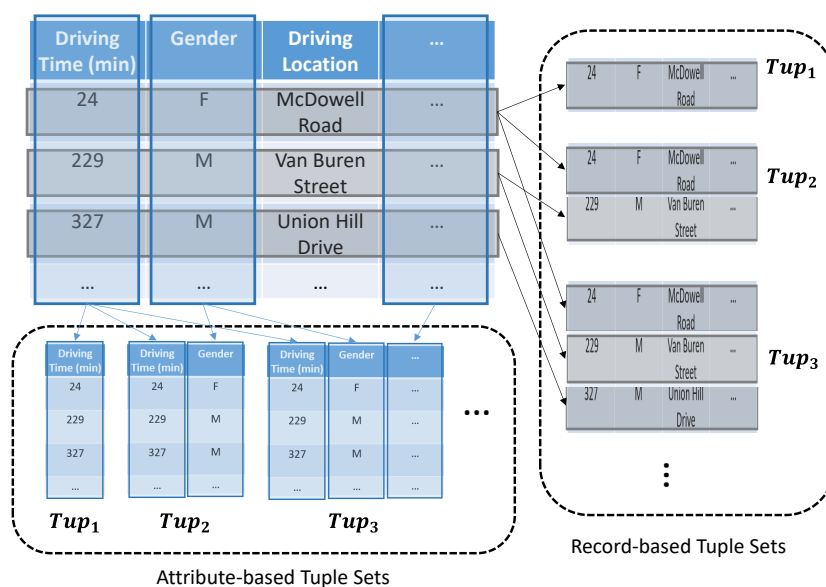 Driving Time (min) Gender Driving Location ...
24 F McDowell Road ...
229 M Van Buren Street ...
327 M Union Hill Drive ...
... ... ... ...
24 F McDowell Road ...
Tup1
24 F McDowell Road ...
229 M Van Buren Street ...
Tup2
24 F McDowell Road ...
229 M Van Buren Street ...
327 M Union Hill Drive ...
Tup3
...
Record-based Tuple Sets
Driving Time (min)
24
229
327
...
Tup1
Driving Time (min) Gender
24 F
229 M
327 M
... ...
Tup2
Driving Time (min) Gender ...
24 F ...
229 M ...
327 M ...
... ... ...
Tup3
...
Attribute-based Tuple Sets